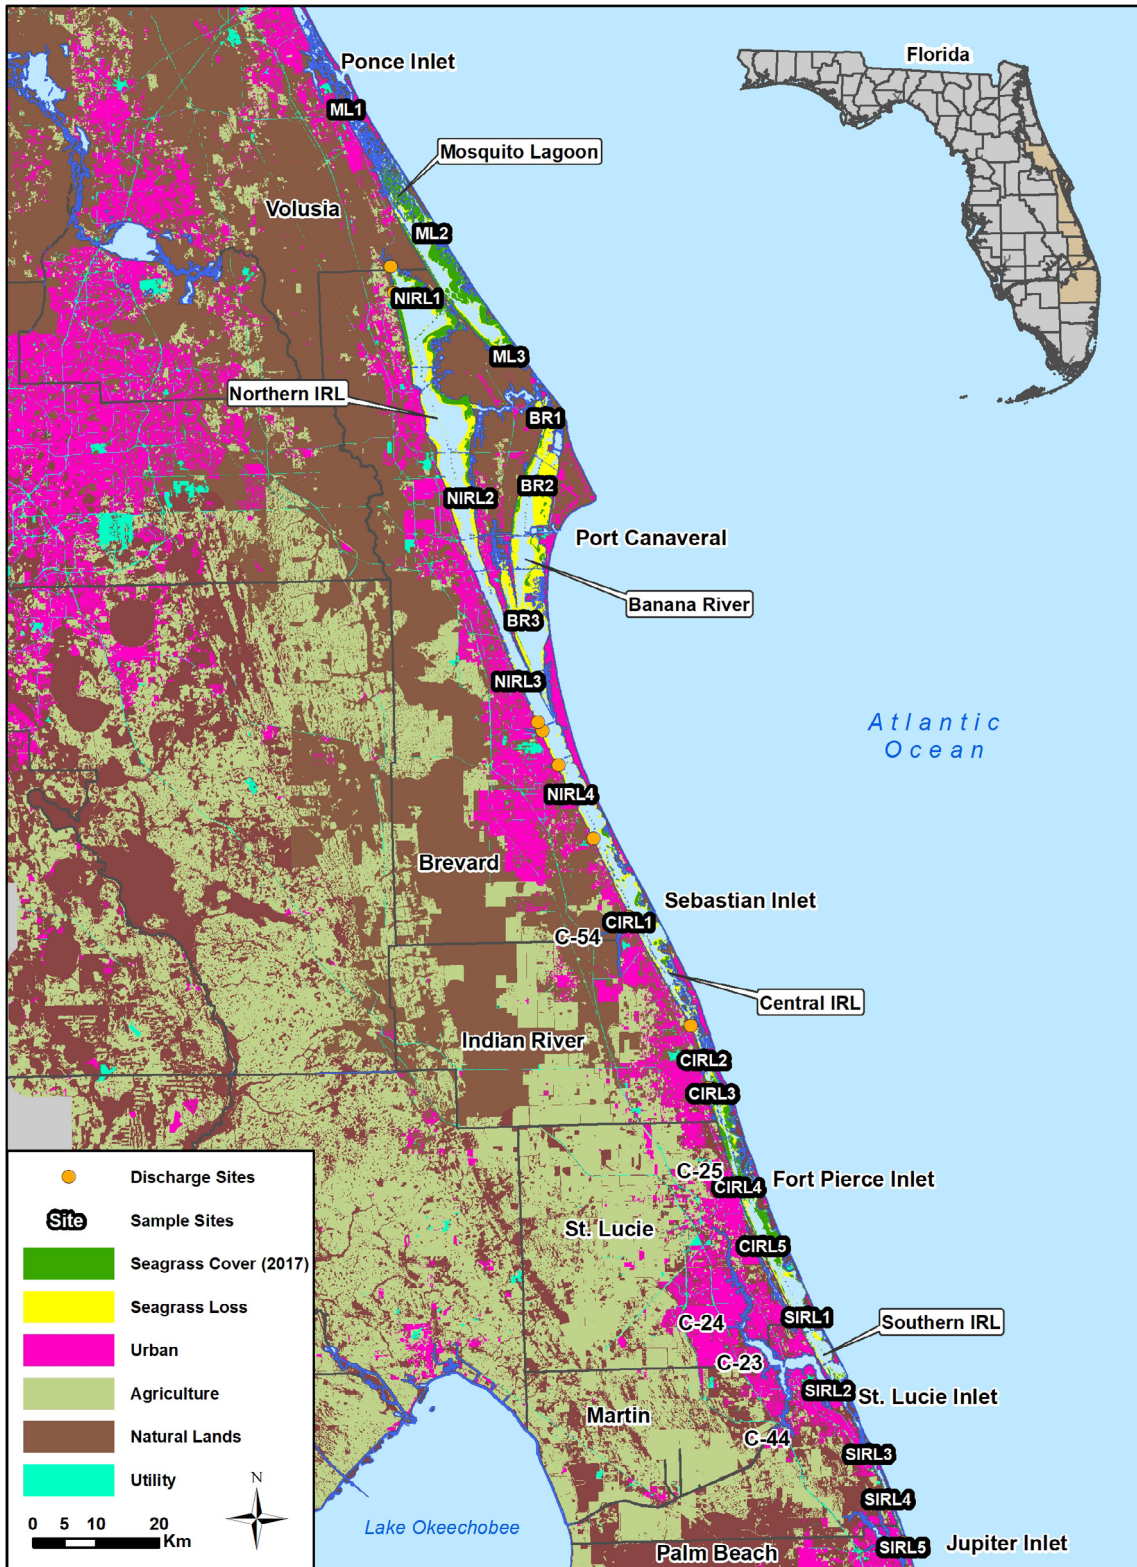 Ponce Inlet
Florida
ML1
Mosquito Lagoon
Volusia
ML2
NIRL1
ML3
Northern IRL
BR1
BR2
NIRL2
Port Canaveral
Banana River
BR3
NIRL3
Atlantic
Ocean
NIRL4
Brevard
Sebastian Inlet
CIRL1
C-54
Central IRL
Indian River
CIRL2
CIRL3
C-25
Fort Pierce Inlet
CIRL4
St. Lucie
CIRL5
SIRL1
Southern IRL
C-24
C-23
SIRL2
St. Lucie Inlet
Martin
C-44
SIRL3
SIRL4
Lake Okeechobee
SIRL5
Jupiter Inlet
Palm Beach
Discharge Sites
Site Sample Sites
Seagrass Cover (2017)
Seagrass Loss
Urban
Agriculture
Natural Lands
Utility
N
0 5 10 20
Km